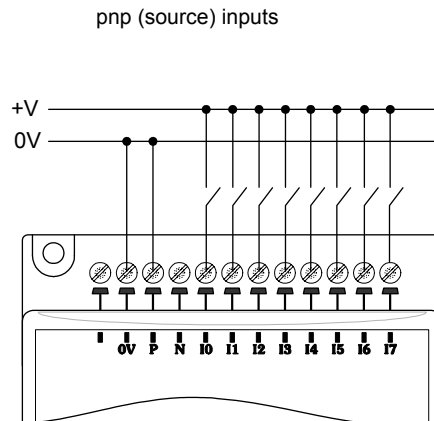 pnp (source) inputs
+V
0V
0V P N I0 I1 I2 I3 I4 I5 I6 I7